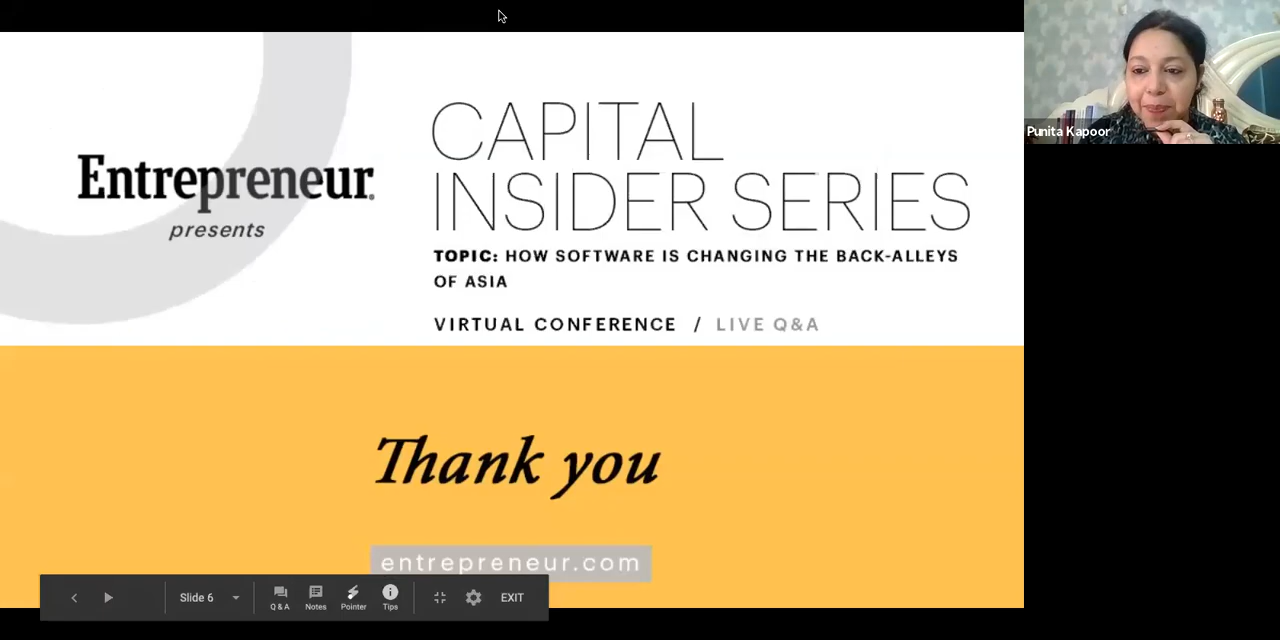 Entrepreneur
presents
CAPITAL
INSIDER SERIES
TOPIC: HOW SOFTWARE IS CHANGING THE BACK-ALLEYS
OF ASIA
VIRTUAL CONFERENCE / LIVE Q&A
Punita Kapoor
Thank you
entrepreneur.com
Slide 6
Q&A
Notes
Pointer
Tips
EXIT